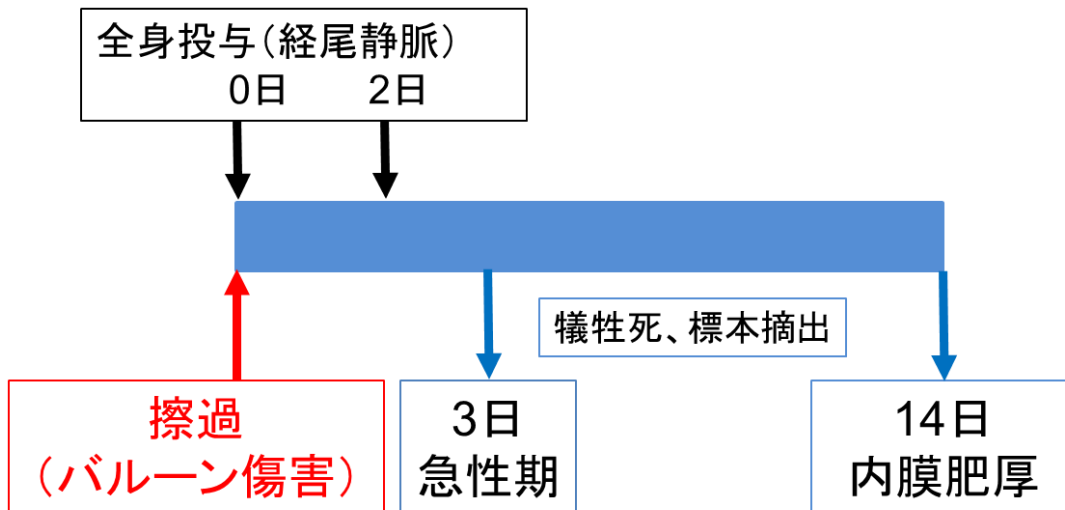 全身投与(経尾静脈)
0日 2日
犠牲死、標本摘出
擦過
(バルーン傷害)
3日
急性期
14日
内膜肥厚